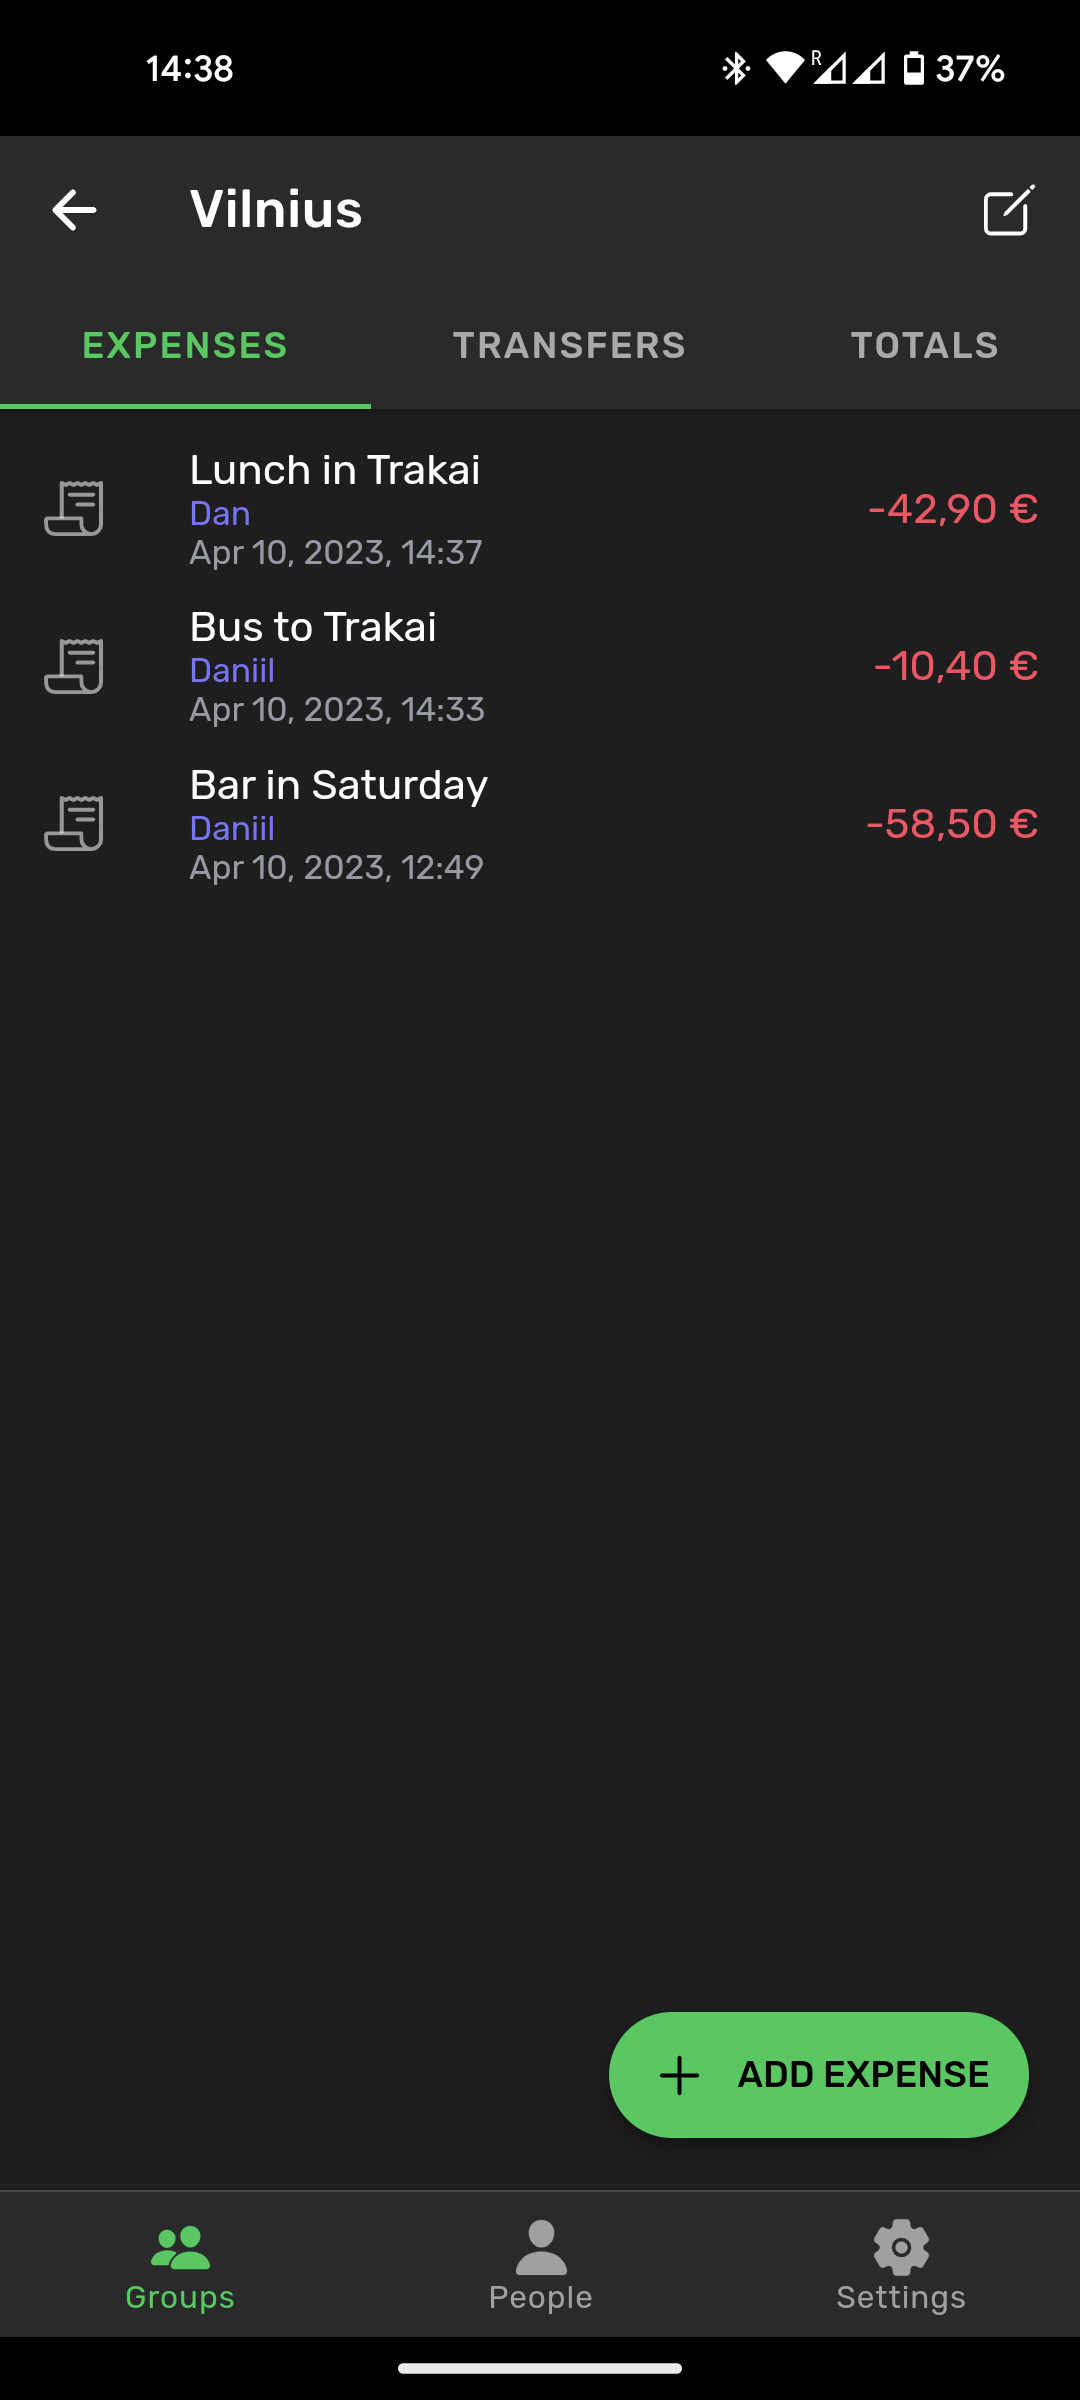 14:38
R
37%
Vilnius
EXPENSES
TRANSFERS
TOTALS
Lunch in Trakai
Dan
Apr 10, 2023, 14:37
-42,90 €
Bus to Trakai
Daniil
Apr 10, 2023, 14:33
-10,40 €
Bar in Saturday
Daniil
Apr 10, 2023, 12:49
-58,50 €
ADD EXPENSE
Groups
People
Settings